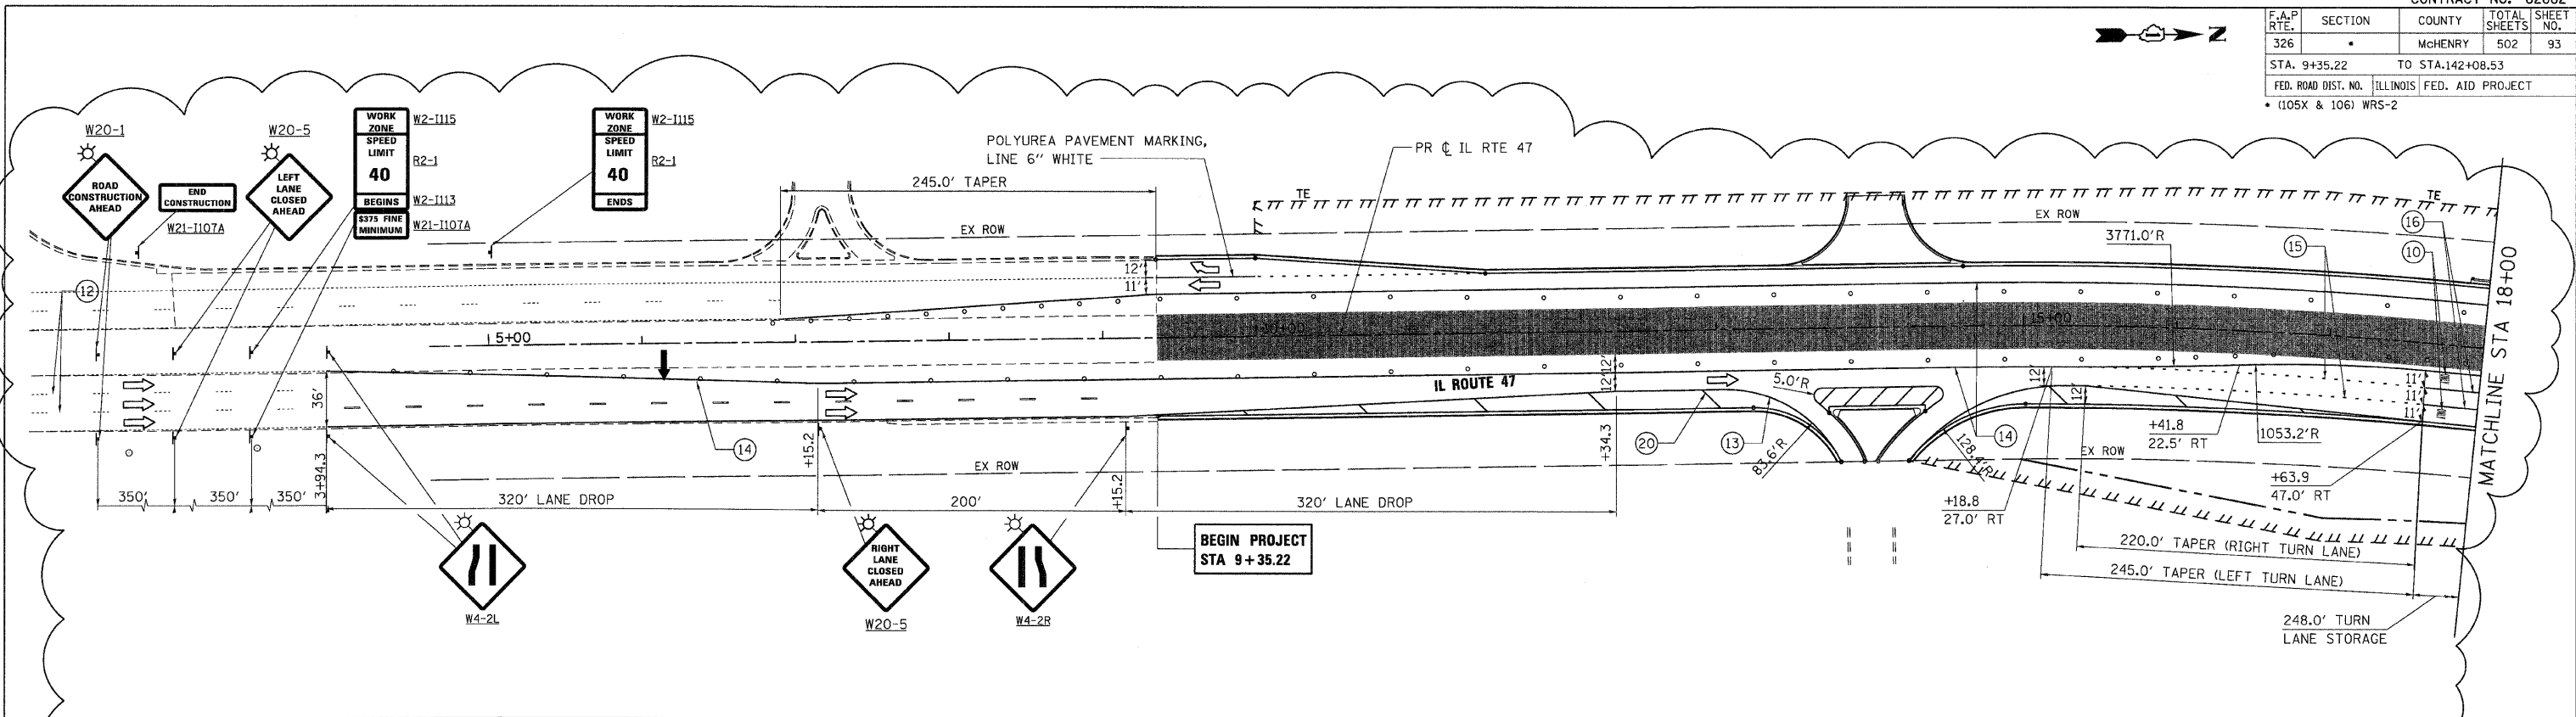 F.A.P RTE. SECTION COUNTY TOTAL SHEETS SHEET NO.
326 * McHENRY 502 93
STA. 9+35.22 TO STA.142+08.53
FED. ROAD DIST. NO. ILLINOIS FED. AID PROJECT
* (105X & 106) WRS-2
N
W20-1
ROAD
CONSTRUCTION
AHEAD
END
CONSTRUCTION
W21-I107A
W20-5
LEFT
LANE
CLOSED
AHEAD
WORK
ZONE
SPEED
LIMIT
40
BEGINS
$375 FINE
MINIMUM
W2-I115
R2-1
W2-I113
W21-I107A
WORK
ZONE
SPEED
LIMIT
40
ENDS
W2-I115
R2-1
245.0' TAPER
POLYUREA PAVEMENT MARKING,
LINE 6" WHITE
PR ℄ IL RTE 47
TE
TE
EX ROW
EX ROW
3771.0'R
15
16
10
12
12'
11'
5+00
10+00
15+00
MATCHLINE STA 18+00
36'
IL ROUTE 47
12'
12'
5.0'R
12'
12'
11'
11'
11'
14
20
13
14
83.6'R
128.4'R
+41.8
22.5' RT
1053.2'R
EX ROW
EX ROW
+63.9
47.0' RT
+18.8
27.0' RT
3+94.3
+15.2
+15.2
+34.3
350'
350'
350'
320' LANE DROP
200'
320' LANE DROP
W4-2L
RIGHT
LANE
CLOSED
AHEAD
W20-5
W4-2R
BEGIN PROJECT
STA 9+35.22
220.0' TAPER (RIGHT TURN LANE)
245.0' TAPER (LEFT TURN LANE)
248.0' TURN
LANE STORAGE